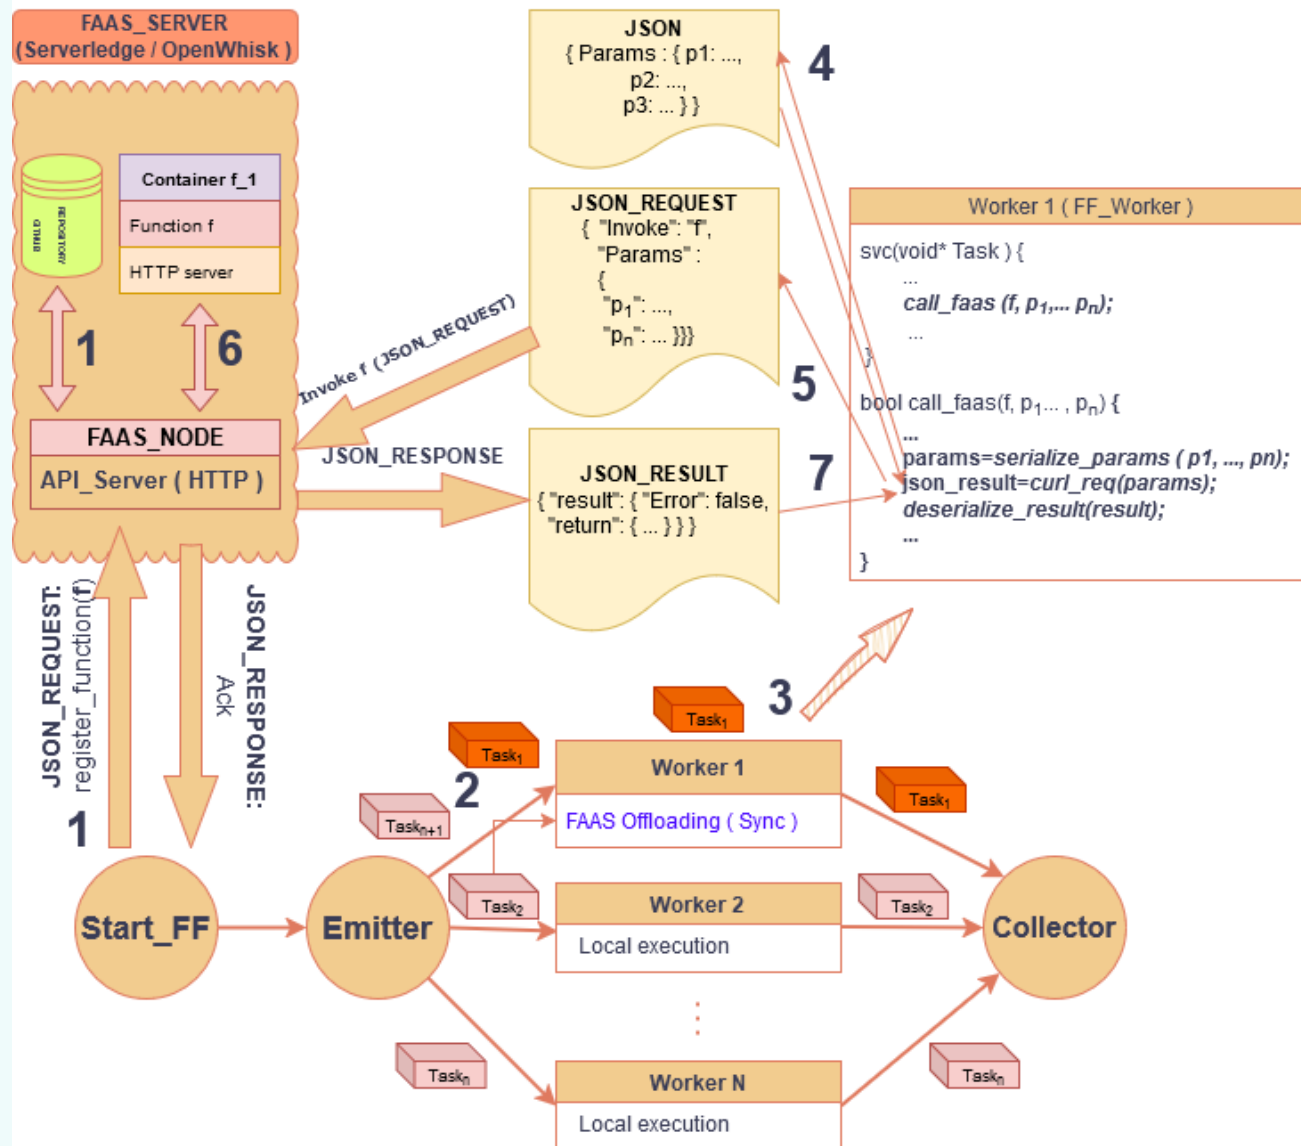 FAAS_SERVER
(Serverledge / OpenWhisk )
REPOSITORY
GITHUB
Container f_1
Function f
HTTP server
1
6
FAAS_NODE
API_Server ( HTTP )
JSON
{ Params : { p1: ...,
p2: ...,
p3: ... } }
4
JSON_REQUEST
{ "Invoke": "f",
"Params" :
{
"p1": ...,
"pn": ... }}}
Invoke f (JSON_REQUEST)
5
JSON_RESPONSE
JSON_RESULT
{ "result": { "Error": false,
"return": { ... } } }
7
Worker 1 ( FF_Worker )
svc(void* Task ) {
...
call_faas (f, p1,... pn);
...
}
bool call_faas(f, p1... , pn) {
...
params=serialize_params ( p1, ..., pn);
json_result=curl_req(params);
deserialize_result(result);
...
}
JSON_REQUEST:
register_function(f)
1
JSON_RESPONSE:
Ack
3
Task1
Task1
2
Worker 1
FAAS Offloading ( Sync )
Task1
Taskn+1
Start_FF
Emitter
Task2
Worker 2
Local execution
Task2
Collector
⋮
Taskn
Worker N
Local execution
Taskn